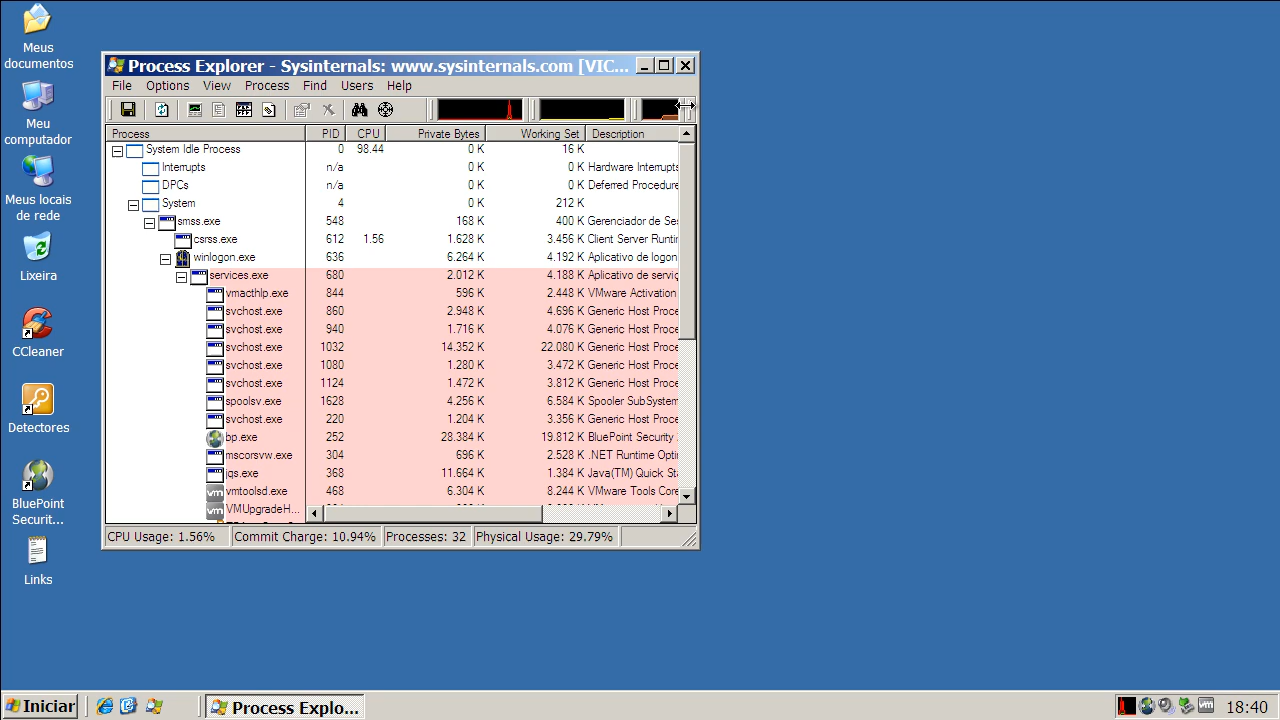 Meus
documentos
Meu
computador
Meus locais
de rede
Lixeira
CCleaner
Detectores
BluePoint
Securit...
Links
Process Explorer - Sysinternals: www.sysinternals.com [VIC...
File Options View Process Find Users Help
Process PID CPU Private Bytes Working Set Description
System Idle Process 0 98.44 0 K 16 K
Interrupts n/a 0 K 0 K Hardware Interrupts
DPCs n/a 0 K 0 K Deferred Procedure
System 4 0 K 212 K
smss.exe 548 168 K 400 K Gerenciador de Ses
csrss.exe 612 1.56 1.628 K 3.456 K Client Server Runtin
winlogon.exe 636 6.264 K 4.192 K Aplicativo de logon
services.exe 680 2.012 K 4.188 K Aplicativo de serviç
vmacthlp.exe 844 596 K 2.448 K VMware Activation
svchost.exe 860 2.948 K 4.696 K Generic Host Proce
svchost.exe 940 1.716 K 4.076 K Generic Host Proce
svchost.exe 1032 14.352 K 22.080 K Generic Host Proce
svchost.exe 1080 1.280 K 3.472 K Generic Host Proce
svchost.exe 1124 1.472 K 3.812 K Generic Host Proce
spoolsv.exe 1628 4.256 K 6.584 K Spooler SubSystem
svchost.exe 220 1.204 K 3.356 K Generic Host Proce
bp.exe 252 28.384 K 19.812 K BluePoint Security
mscorsvw.exe 304 696 K 2.528 K .NET Runtime Optin
jqs.exe 368 11.664 K 1.384 K Java(TM) Quick Sta
vmtoolsd.exe 468 6.304 K 8.244 K VMware Tools Core
VMUpgradeH...
CPU Usage: 1.56% Commit Charge: 10.94% Processes: 32 Physical Usage: 29.79%
Iniciar Process Explo... 18:40